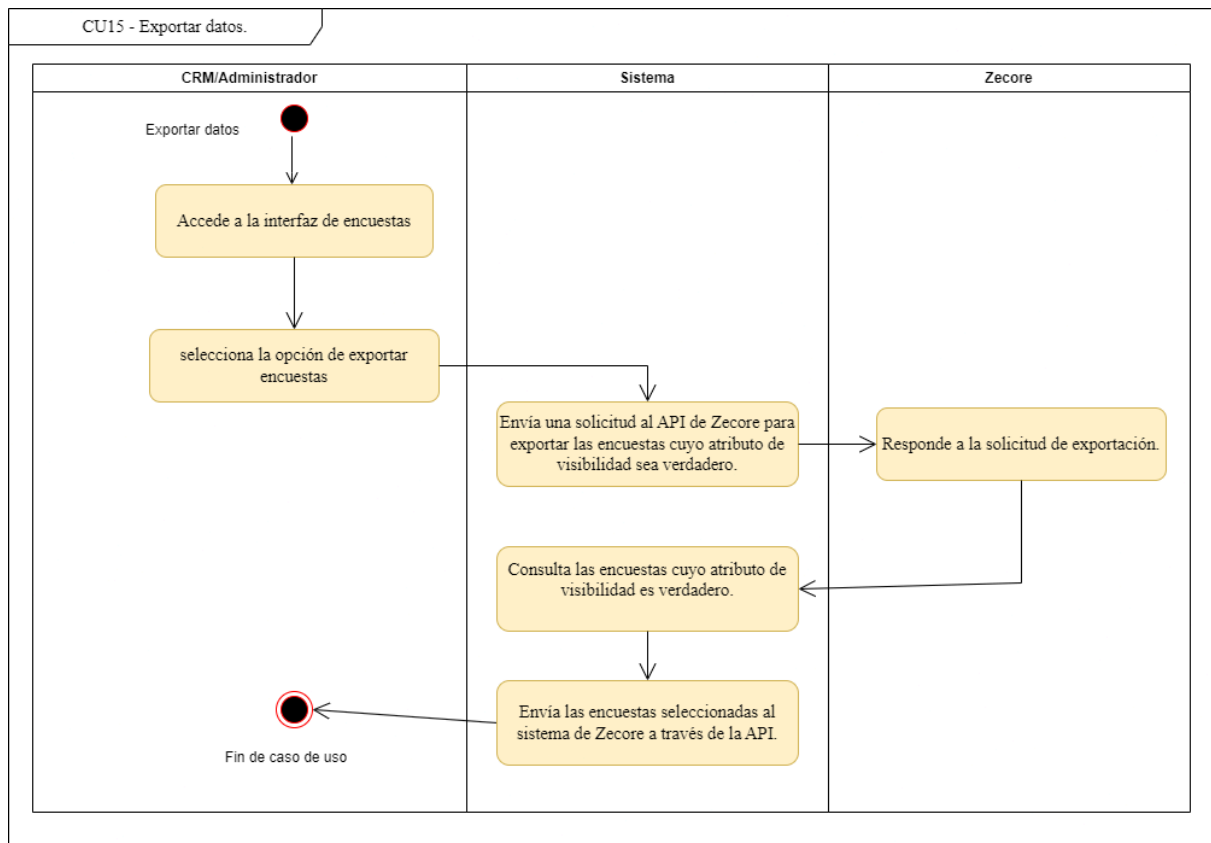 CU15 - Exportar datos.
CRM/Administrador
Sistema
Zecore
Exportar datos
Accede a la interfaz de encuestas
selecciona la opción de exportar
encuestas
Envía una solicitud al API de Zecore para
exportar las encuestas cuyo atributo de
visibilidad sea verdadero.
Responde a la solicitud de exportación.
Consulta las encuestas cuyo atributo de
visibilidad es verdadero.
Envía las encuestas seleccionadas al
sistema de Zecore a través de la API.
Fin de caso de uso